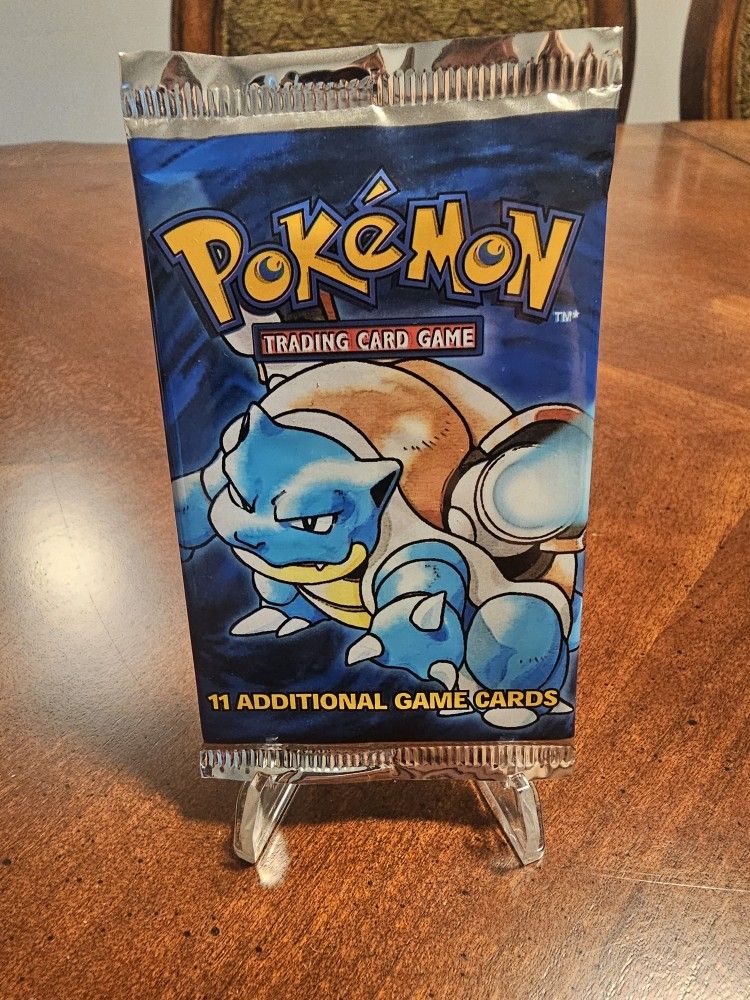 POKéMON
TM*
TRADING CARD GAME
11 ADDITIONAL GAME CARDS